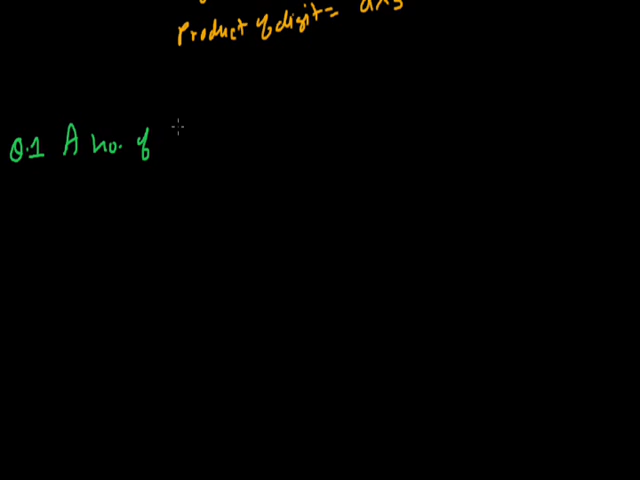 Product of digit =
Q.1 A no. of